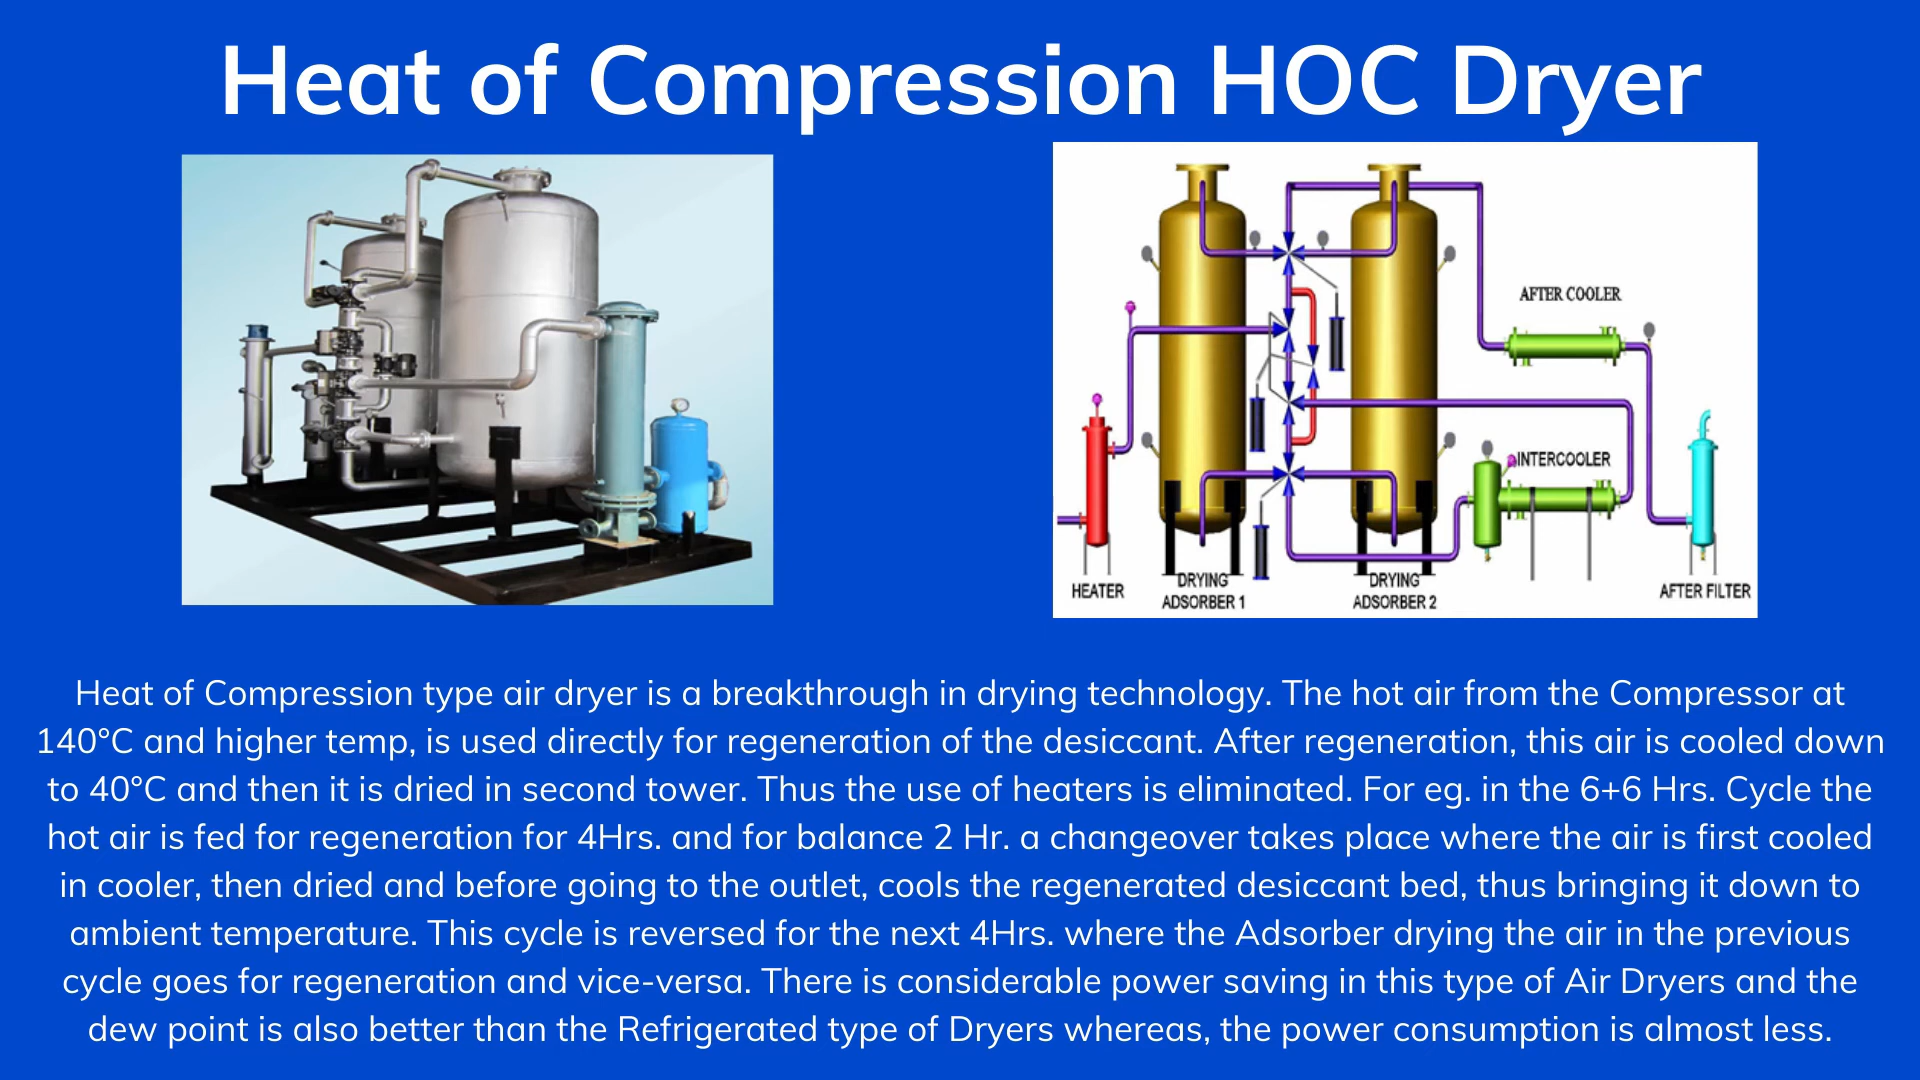 Heat of Compression HOC Dryer
AFTER COOLER
INTERCOOLER
HEATER
DRYING
ADSORBER 1
DRYING
ADSORBER 2
AFTER FILTER
Heat of Compression type air dryer is a breakthrough in drying technology. The hot air from the Compressor at
140°C and higher temp, is used directly for regeneration of the desiccant. After regeneration, this air is cooled down
to 40°C and then it is dried in second tower. Thus the use of heaters is eliminated. For eg. in the 6+6 Hrs. Cycle the
hot air is fed for regeneration for 4Hrs. and for balance 2 Hr. a changeover takes place where the air is first cooled
in cooler, then dried and before going to the outlet, cools the regenerated desiccant bed, thus bringing it down to
ambient temperature. This cycle is reversed for the next 4Hrs. where the Adsorber drying the air in the previous
cycle goes for regeneration and vice-versa. There is considerable power saving in this type of Air Dryers and the
dew point is also better than the Refrigerated type of Dryers whereas, the power consumption is almost less.